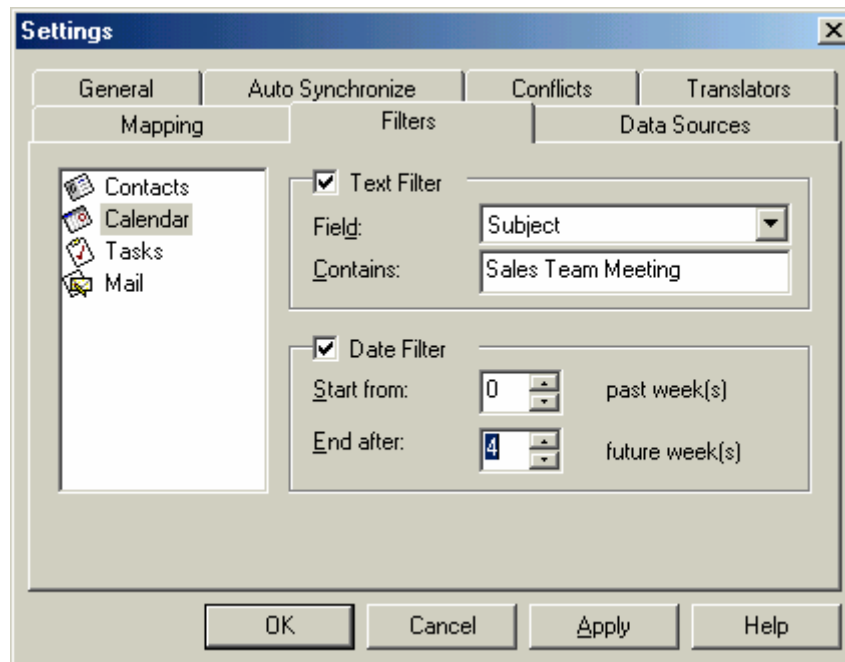 Settings
General Auto Synchronize Conflicts Translators
Mapping Filters Data Sources
Contacts
Calendar
Tasks
Mail
Text Filter
Field: Subject
Contains: Sales Team Meeting
Date Filter
Start from: 0 past week(s)
End after: 4 future week(s)
OK Cancel Apply Help